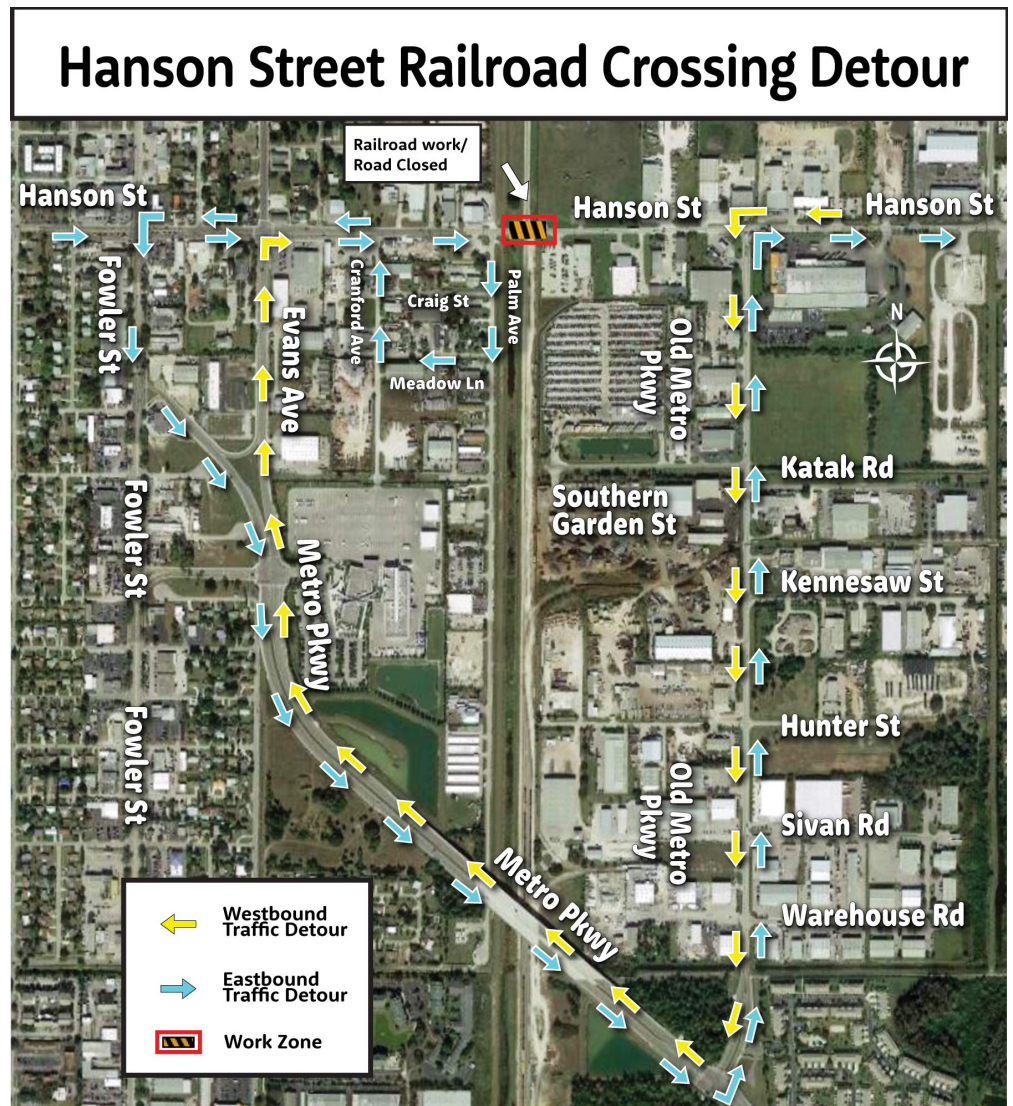 Hanson Street Railroad Crossing Detour
Railroad work/
Road Closed
Hanson St
Hanson St
Hanson St
Fowler St
Evans Ave
Cranford Ave
Craig St
Palm Ave
Meadow Ln
Old Metro
Pkwy
N
Katak Rd
Southern
Garden St
Fowler St
Metro Pkwy
Kennesaw St
Fowler St
Hunter St
Old Metro
Pkwy
Sivan Rd
Metro Pkwy
Warehouse Rd
Westbound
Traffic Detour
Eastbound
Traffic Detour
Work Zone